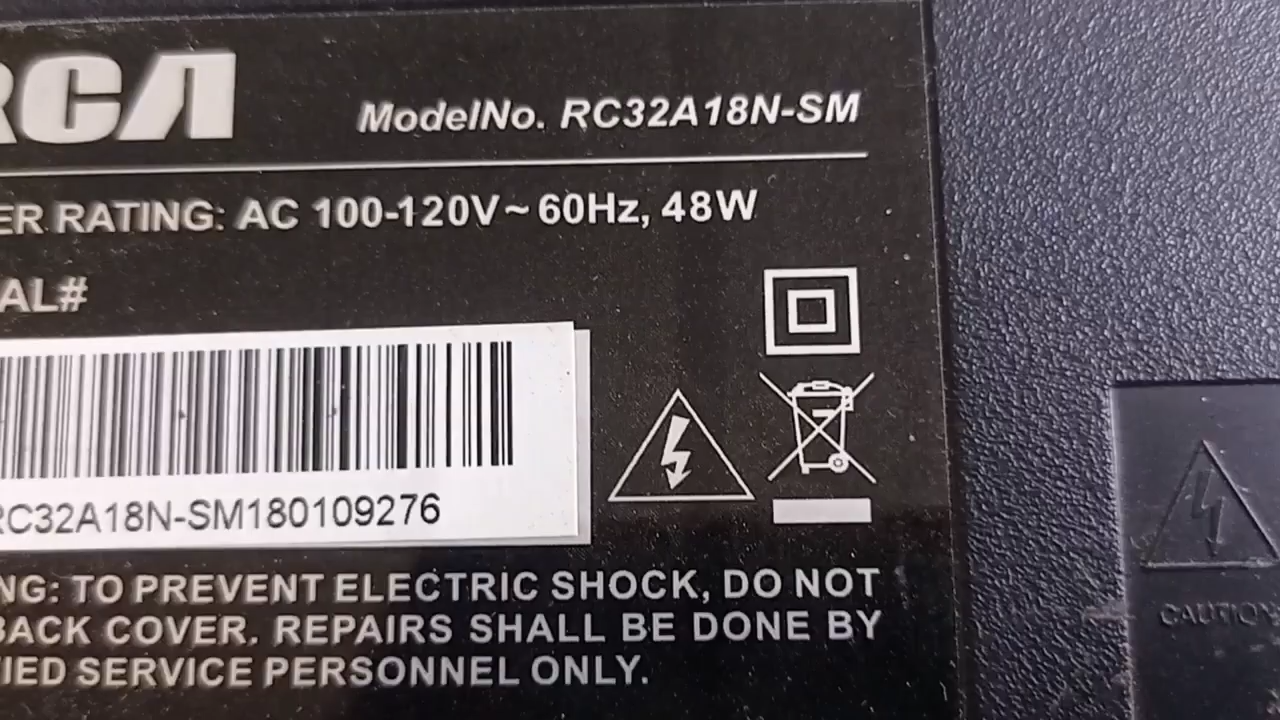 RCA
ModelNo. RC32A18N-SM
ER RATING: AC 100-120V~60Hz, 48W
AL#
RC32A18N-SM180109276
NG: TO PREVENT ELECTRIC SHOCK, DO NOT
BACK COVER. REPAIRS SHALL BE DONE BY
IED SERVICE PERSONNEL ONLY.
CAUTION